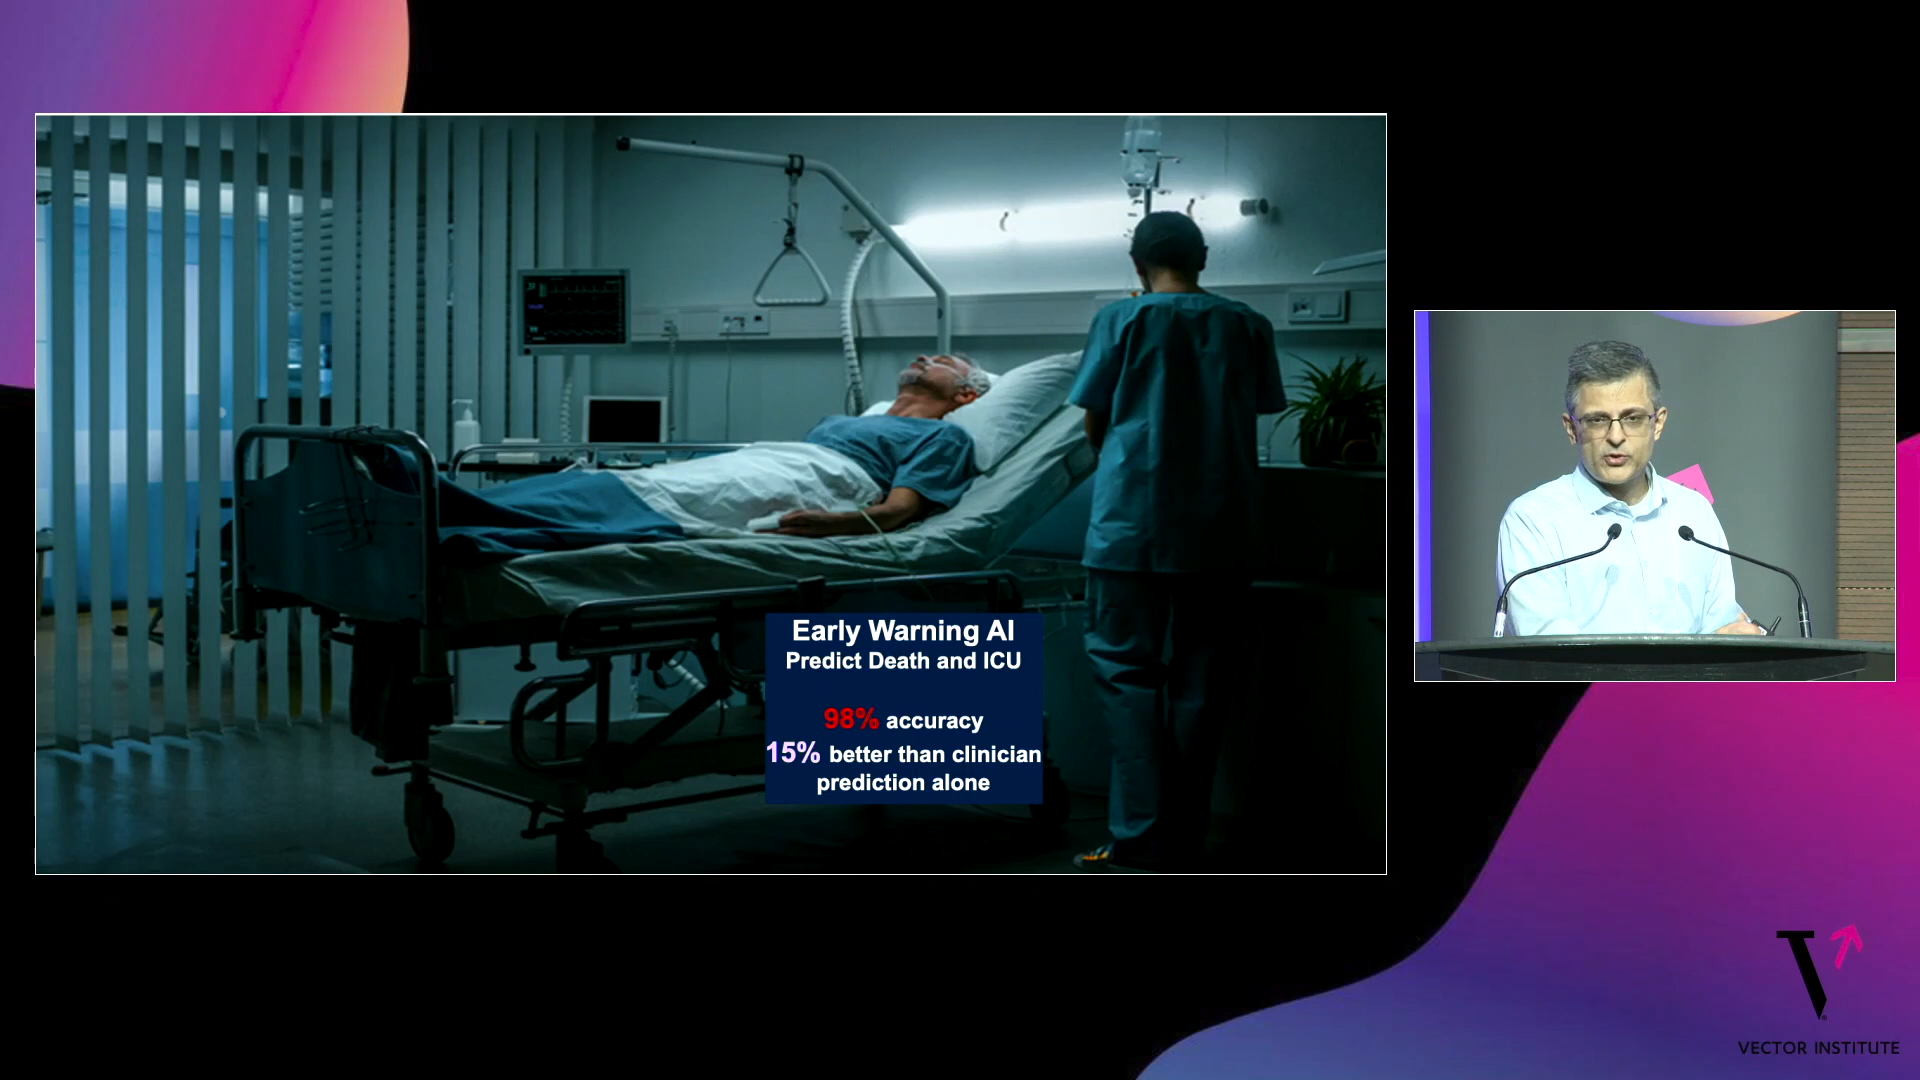 Early Warning AI
Predict Death and ICU
98% accuracy
15% better than clinician
prediction alone
VECTOR INSTITUTE